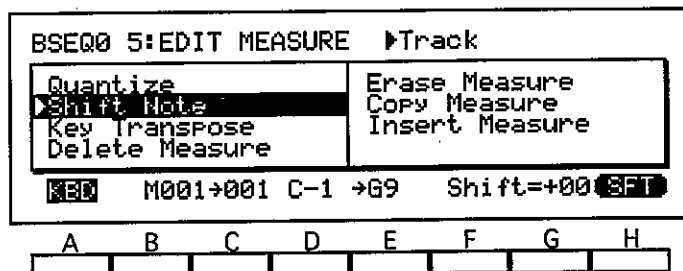 BSEQ0 5:EDIT MEASURE ▶Track
Quantize
▶Shift Note
Key Transpose
Delete Measure
Erase Measure
Copy Measure
Insert Measure
KBD M001→001 C-1 →G9 Shift=+00 SFT
A B C D E F G H